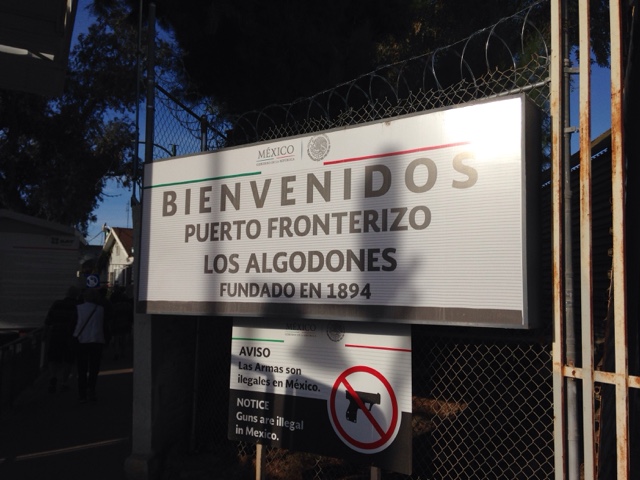 MÉXICO
BIENVENIDOS
PUERTO FRONTERIZO
LOS ALGODONES
FUNDADO EN 1894
AVISO
Las Armas son
ilegales en México.
NOTICE
Guns are illegal
in Mexico.